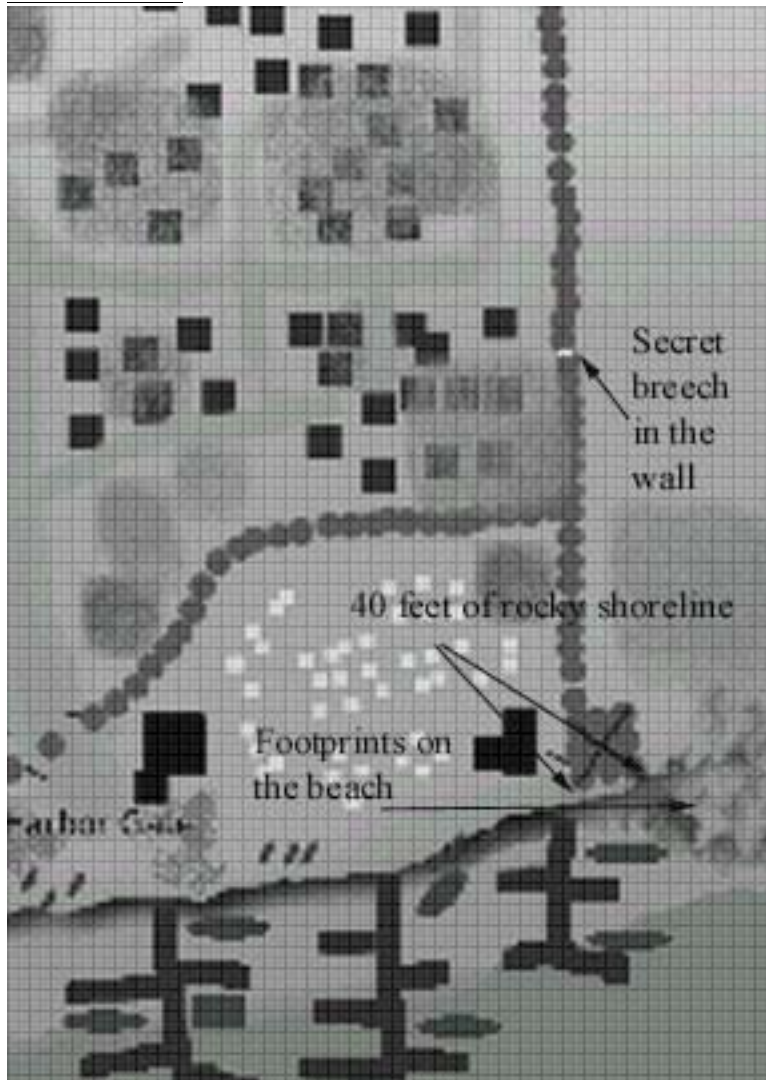 Secret
breech
in the
wall
40 feet of rocky shoreline
Footprints on
the beach